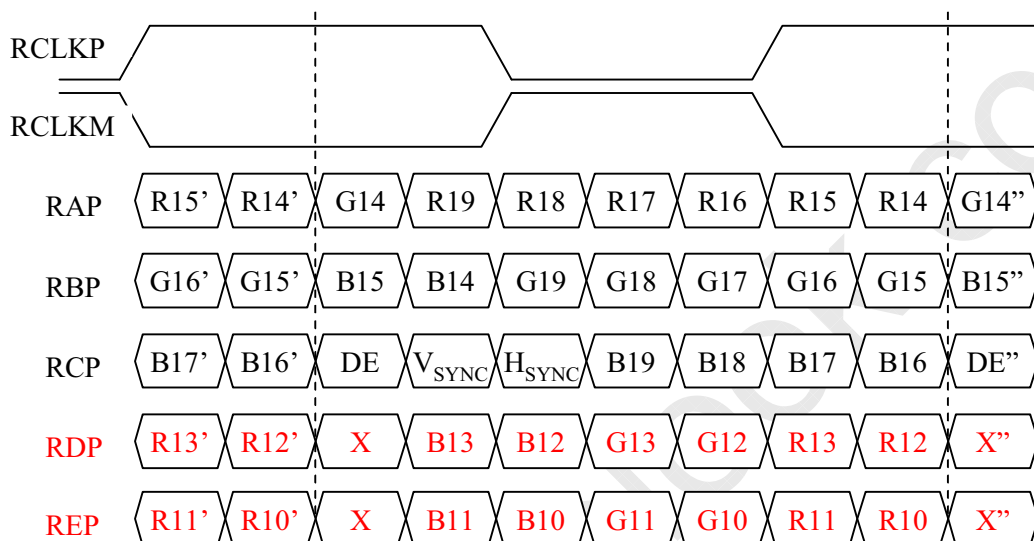 RCLKP
RCLKM
RAP R15’ R14’ G14 R19 R18 R17 R16 R15 R14 G14”
RBP G16’ G15’ B15 B14 G19 G18 G17 G16 G15 B15”
RCP B17’ B16’ DE VSYNC HSYNC B19 B18 B17 B16 DE”
RDP R13’ R12’ X B13 B12 G13 G12 R13 R12 X”
REP R11’ R10’ X B11 B10 G11 G10 R11 R10 X”